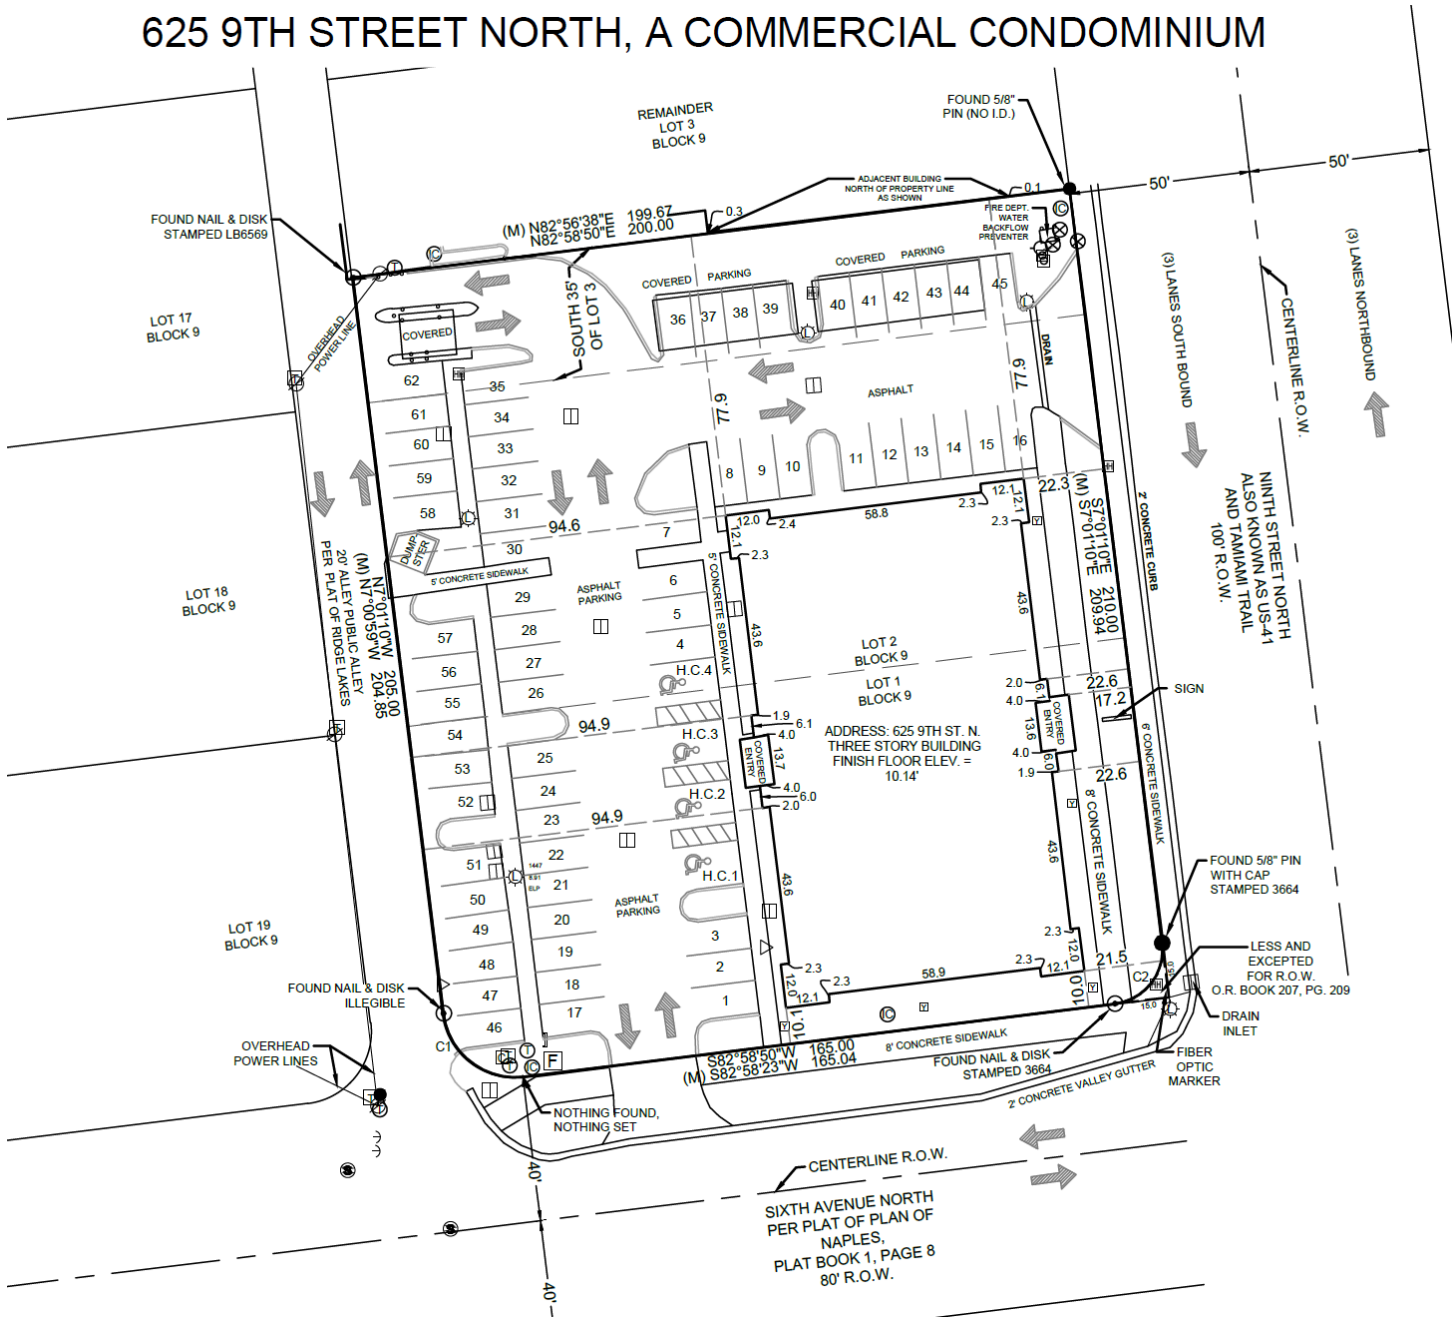 625 9TH STREET NORTH, A COMMERCIAL CONDOMINIUM
REMAINDER
LOT 3
BLOCK 9
FOUND 5/8"
PIN (NO I.D.)
50'
50'
ADJACENT BUILDING
NORTH OF PROPERTY LINE
AS SHOWN
0.1
0.3
(M) N82°56'38"E 199.67
N82°58'50"E 200.00
FOUND NAIL & DISK
STAMPED LB6569
FIRE DEPT.
WATER
BACKFLOW
PREVENTER
LOT 17
BLOCK 9
OVERHEAD
POWER LINE
COVERED
SOUTH 35'
OF LOT 3
COVERED PARKING
COVERED PARKING
36
37
38
39
40
41
42
43
44
45
DRAIN
77.9
77.9
ASPHALT
(3) LANES SOUTH BOUND
CENTERLINE R.O.W.
(3) LANES NORTHBOUND
62
61
60
59
58
35
34
33
32
31
30
8
9
10
11
12
13
14
15
16
NINTH STREET NORTH
ALSO KNOWN AS US-41
AND TAMIAMI TRAIL
100' R.O.W.
2' CONCRETE CURB
S7°01'10"E 210.00
(M) S7°01'10"E 209.94
22.3
94.6
7
12.0
2.4
58.8
2.3
12.1
12.1
2.3
12.1
2.3
DUMP-
STER
5' CONCRETE SIDEWALK
ASPHALT
PARKING
5' CONCRETE SIDEWALK
LOT 18
BLOCK 9
N7°01'10"W 205.00
(M) N7°00'59"W 204.85
20' ALLEY PUBLIC ALLEY
PER PLAT OF RIDGE LAKES
29
28
27
26
6
5
4
57
56
55
54
53
52
43.6
43.6
LOT 2
BLOCK 9
LOT 1
BLOCK 9
H.C.4
H.C.3
H.C.2
H.C.1
94.9
94.9
25
24
23
22
21
20
19
18
17
1.9
6.1
4.0
13.7
COVERED
ENTRY
4.0
6.0
2.0
ADDRESS: 625 9TH ST. N.
THREE STORY BUILDING
FINISH FLOOR ELEV. =
10.14'
2.0
6.1
4.0
13.6
COVERED
ENTRY
4.0
6.0
1.9
22.6
17.2
SIGN
22.6
6' CONCRETE SIDEWALK
8' CONCRETE SIDEWALK
43.6
43.6
51
50
49
48
47
46
1447
ELP
ASPHALT
PARKING
3
2
1
LOT 19
BLOCK 9
FOUND 5/8" PIN
WITH CAP
STAMPED 3664
2.3
12.0
2.3
12.1
58.9
2.3
2.3
12.0
12.1
21.5
10.0
10.1
C2
15.0
LESS AND
EXCEPTED
FOR R.O.W.
O.R. BOOK 207, PG. 209
DRAIN
INLET
FIBER
OPTIC
MARKER
FOUND NAIL & DISK
ILLEGIBLE
C1
OVERHEAD
POWER LINES
F
S82°58'50"W 165.00
(M) S82°58'23"W 165.04
8' CONCRETE SIDEWALK
FOUND NAIL & DISK
STAMPED 3664
2' CONCRETE VALLEY GUTTER
NOTHING FOUND,
NOTHING SET
40'
40'
CENTERLINE R.O.W.
SIXTH AVENUE NORTH
PER PLAT OF PLAN OF
NAPLES,
PLAT BOOK 1, PAGE 8
80' R.O.W.